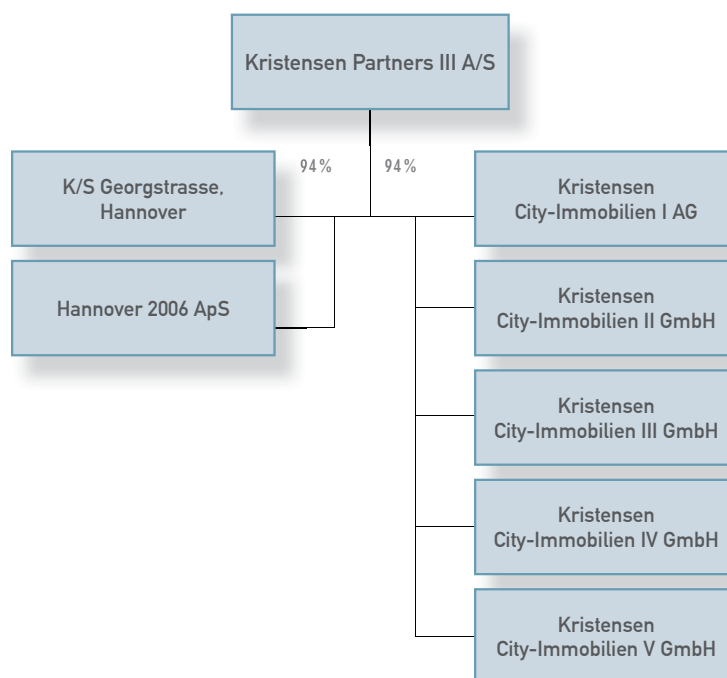 Kristensen Partners III A/S
94%
94%
K/S Georgstrasse,
Hannover
Hannover 2006 ApS
Kristensen
City-Immobilien I AG
Kristensen
City-Immobilien II GmbH
Kristensen
City-Immobilien III GmbH
Kristensen
City-Immobilien IV GmbH
Kristensen
City-Immobilien V GmbH